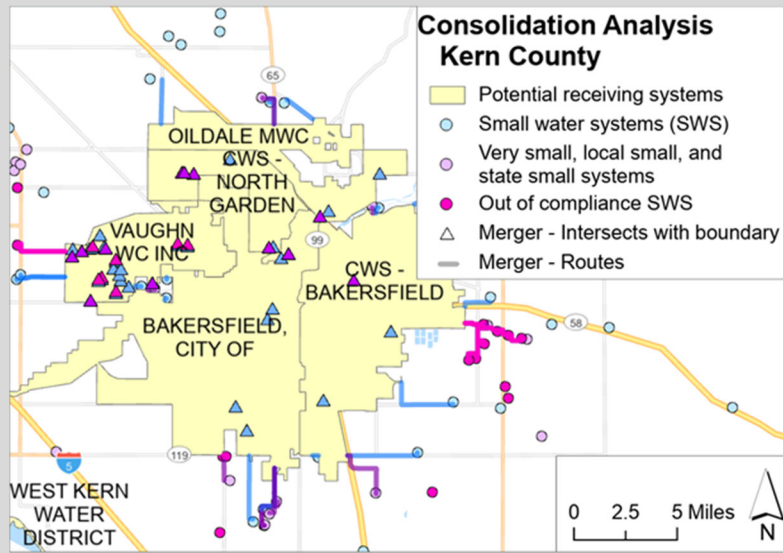 Consolidation Analysis
Kern County
Potential receiving systems
Small water systems (SWS)
Very small, local small, and
state small systems
Out of compliance SWS
Merger - Intersects with boundary
Merger - Routes
65
OILDALE MWC
CWS -
NORTH
GARDEN
VAUGHN
WC INC
99
CWS -
BAKERSFIELD
BAKERSFIELD,
CITY OF
58
119
5
WEST KERN
WATER
DISTRICT
0 2.5 5 Miles
N